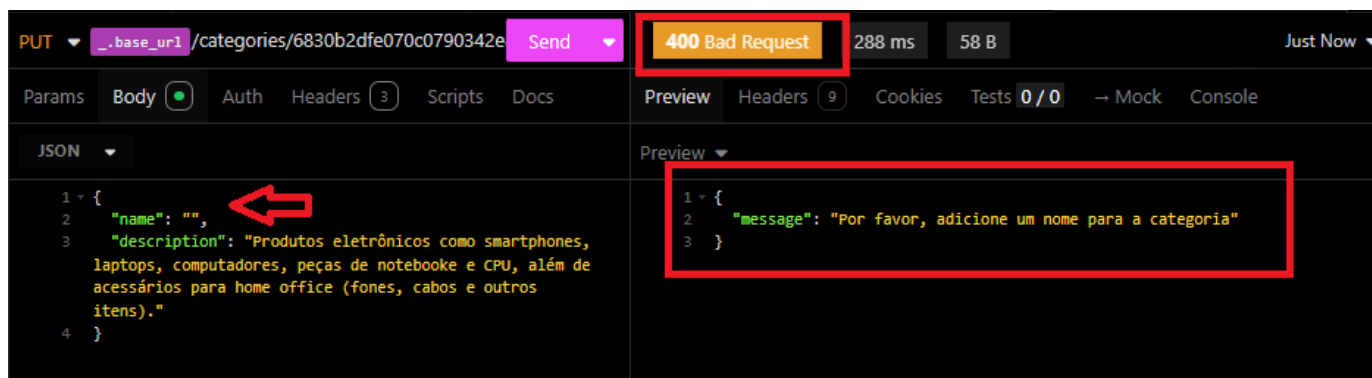 PUT _.base_url /categories/6830b2dfe070c0790342e Send
400 Bad Request 288 ms 58 B Just Now
Params Body Auth Headers 3 Scripts Docs
Preview Headers 9 Cookies Tests 0 / 0 → Mock Console
JSON
Preview
1 {
2 "name": "",
3 "description": "Produtos eletrônicos como smartphones,
laptops, computadores, peças de notebooke e CPU, além de
acessários para home office (fones, cabos e outros
itens)."
4 }
1 {
2 "message": "Por favor, adicione um nome para a categoria"
3 }